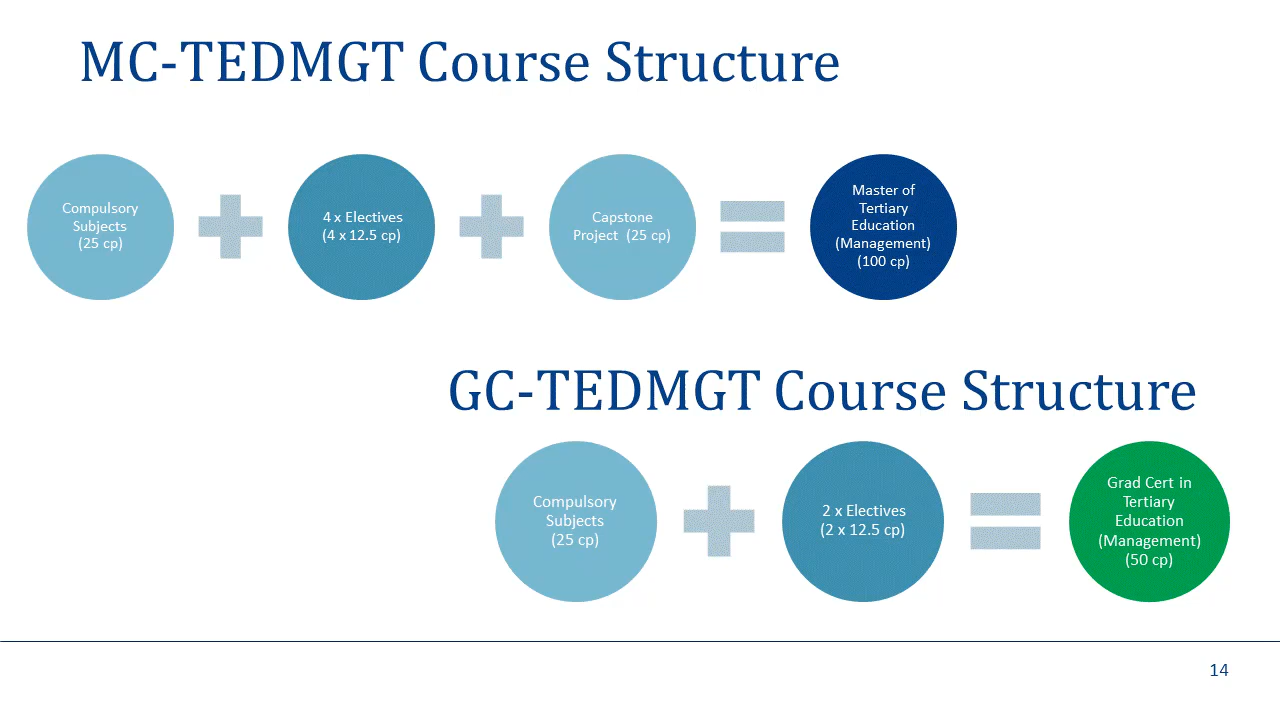 MC-TEDMGT Course Structure
Compulsory
Subjects
(25 cp)
4 x Electives
(4 x 12.5 cp)
Capstone
Project (25 cp)
Master of
Tertiary
Education
(Management)
(100 cp)
GC-TEDMGT Course Structure
Compulsory
Subjects
(25 cp)
2 x Electives
(2 x 12.5 cp)
Grad Cert in
Tertiary
Education
(Management)
(50 cp)
14